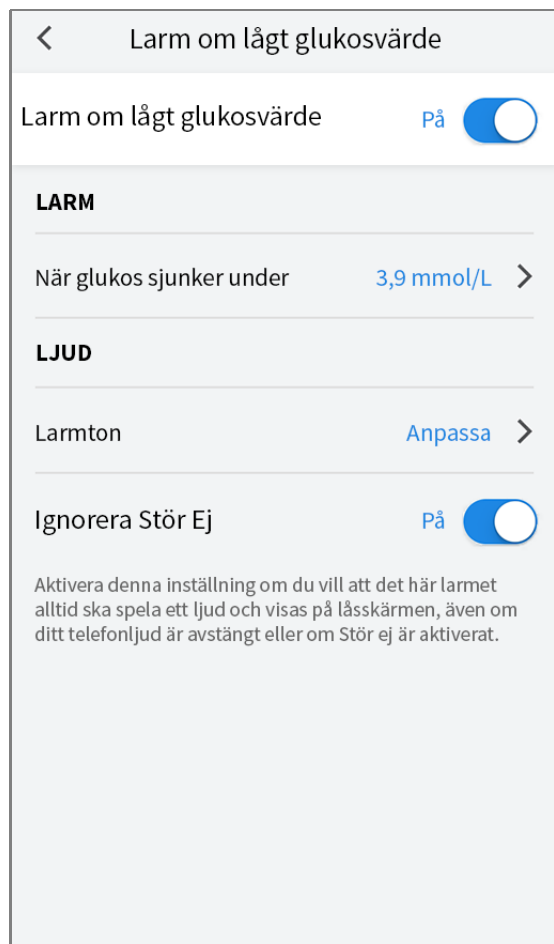 Larm om lågt glukosvärde
Larm om lågt glukosvärde På
LARM
När glukos sjunker under 3,9 mmol/L
LJUD
Larmton Anpassa
Ignorera Stör Ej På
Aktivera denna inställning om du vill att det här larmet
alltid ska spela ett ljud och visas på låsskärmen, även om
ditt telefonljud är avstängt eller om Stör ej är aktiverat.